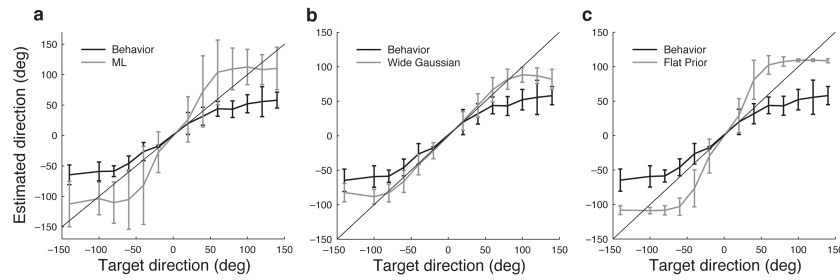 a
b
c
Behavior
ML
Behavior
Wide Gaussian
Behavior
Flat Prior
Estimated direction (deg)
150
100
50
0
−50
−100
−150
−150 −100 −50 0 50 100 150
Target direction (deg)
150
100
50
0
−50
−100
−150
−150 −100 −50 0 50 100 150
Target direction (deg)
150
100
50
0
−50
−100
−150
−150 −100 −50 0 50 100 150
Target direction (deg)